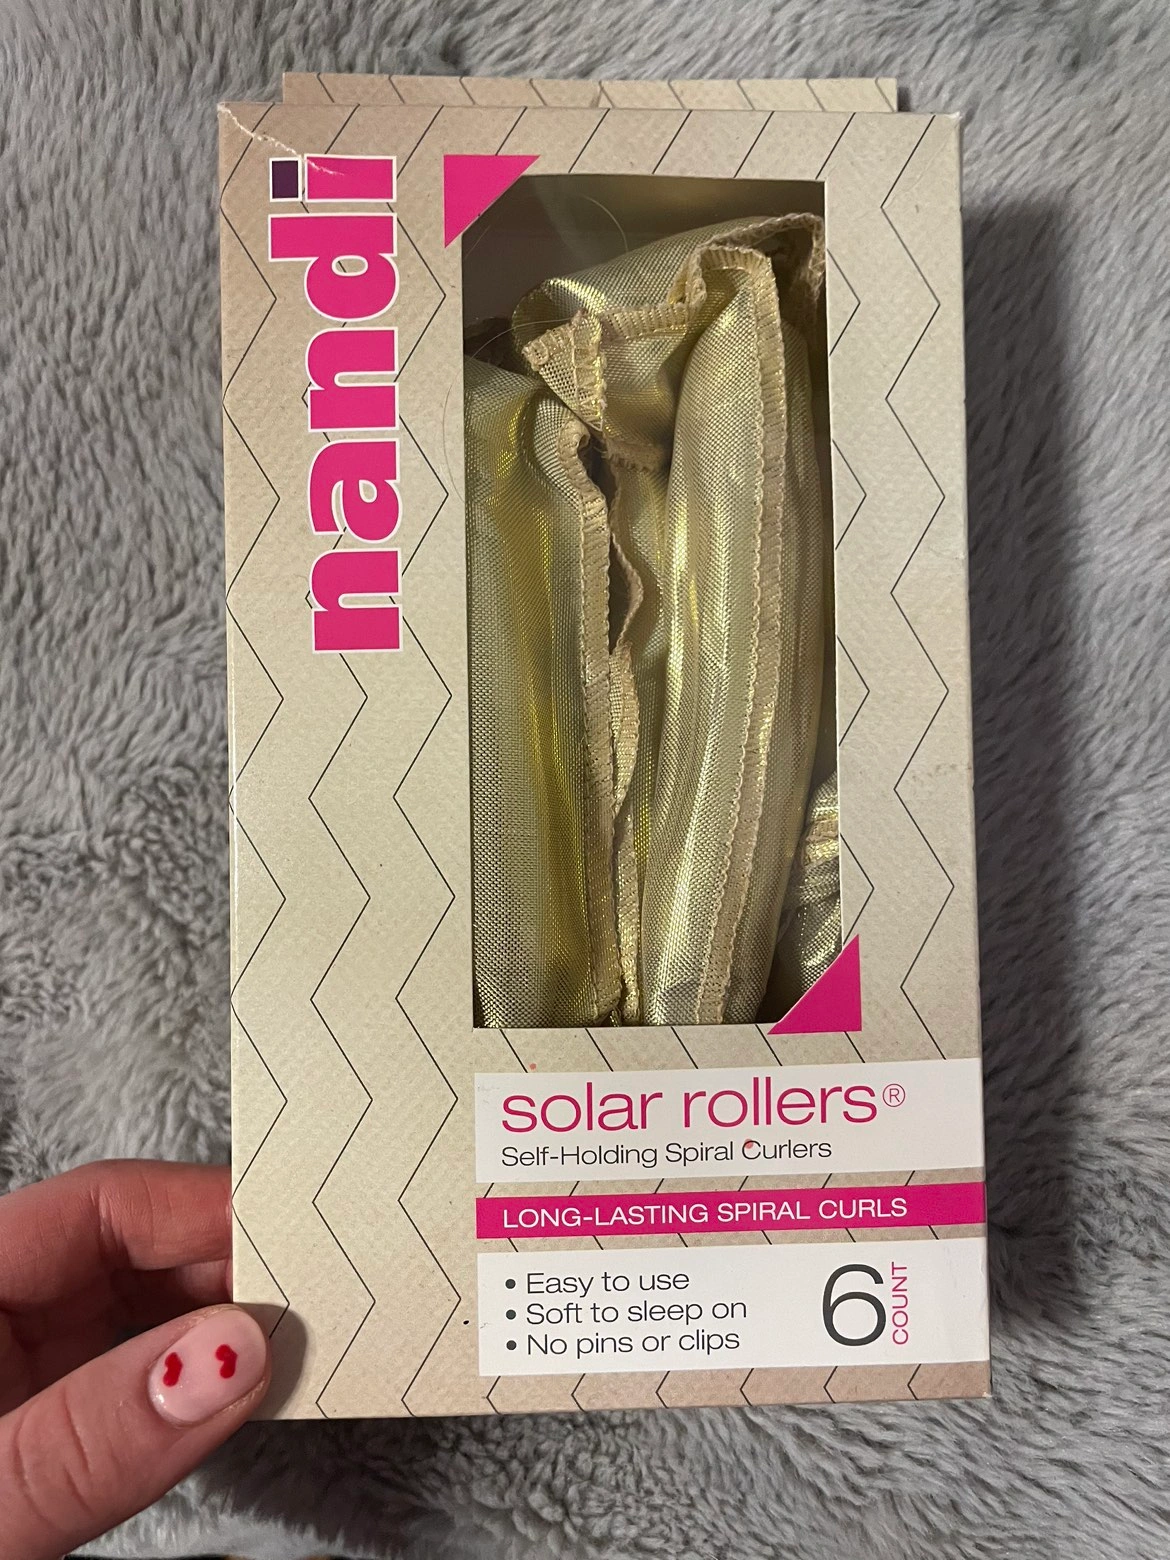 nandi
solar rollers®
Self-Holding Spiral Curlers
LONG-LASTING SPIRAL CURLS
• Easy to use
• Soft to sleep on
• No pins or clips
6 COUNT